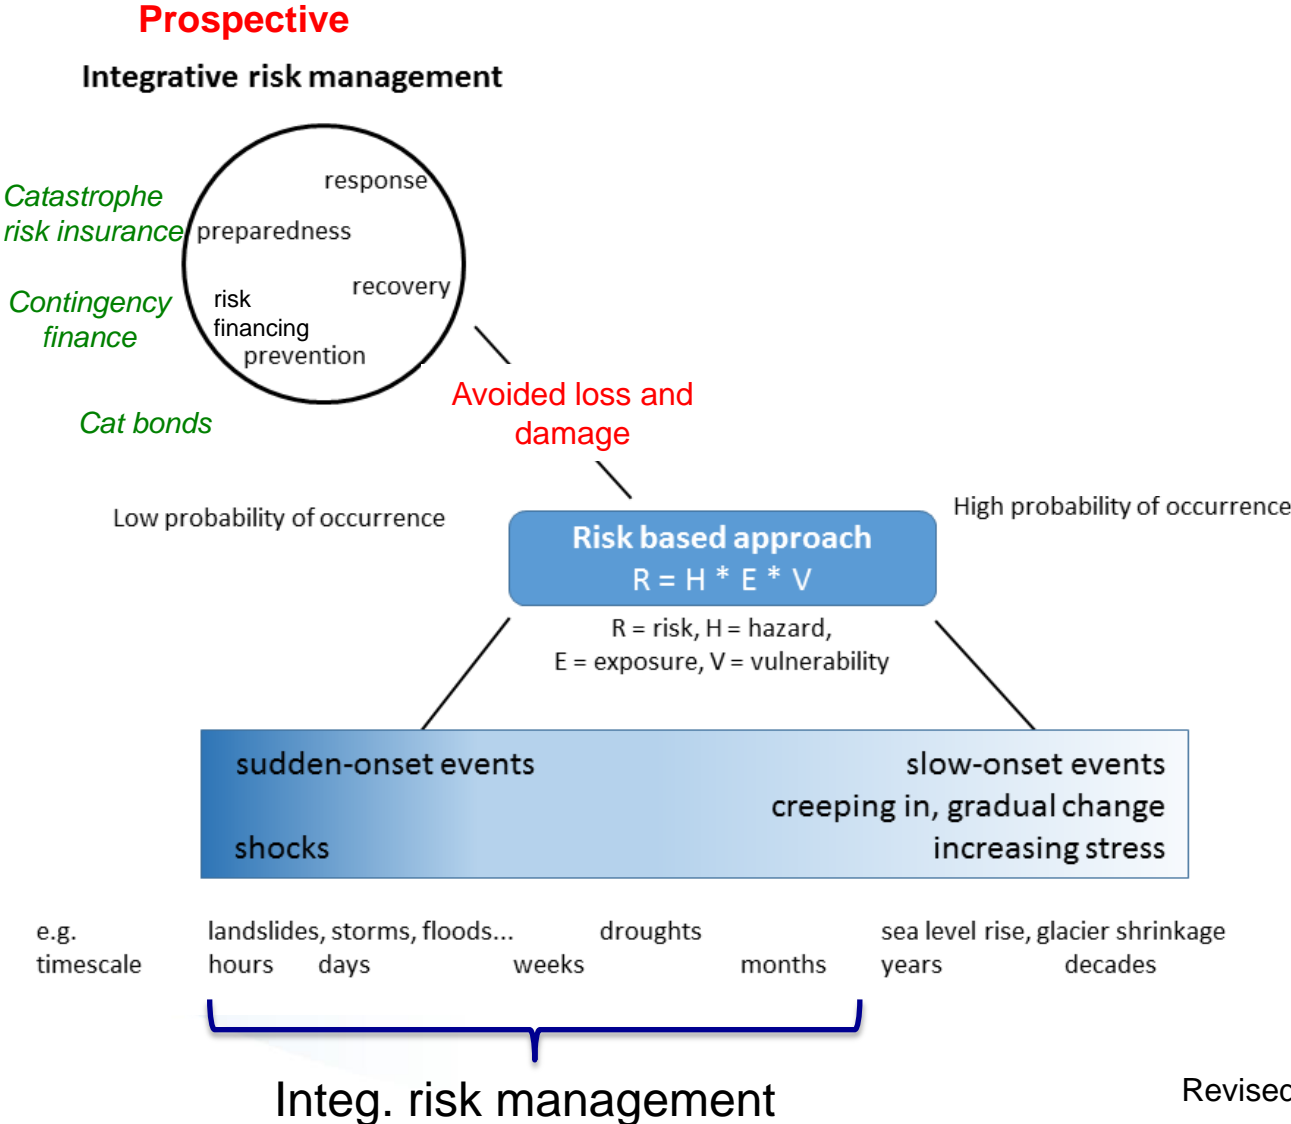 Prospective
Integrative risk management
response
Catastrophe
risk insurance
preparedness
recovery
Contingency
finance
risk
financing
prevention
Avoided loss and
damage
Cat bonds
Low probability of occurrence
High probability of occurrence
Risk based approach
R = H * E * V
R = risk, H = hazard,
E = exposure, V = vulnerability
sudden-onset events
slow-onset events
creeping in, gradual change
shocks
increasing stress
e.g. landslides, storms, floods... droughts sea level rise, glacier shrinkage
timescale hours days weeks months years decades
Integ. risk management
Revised